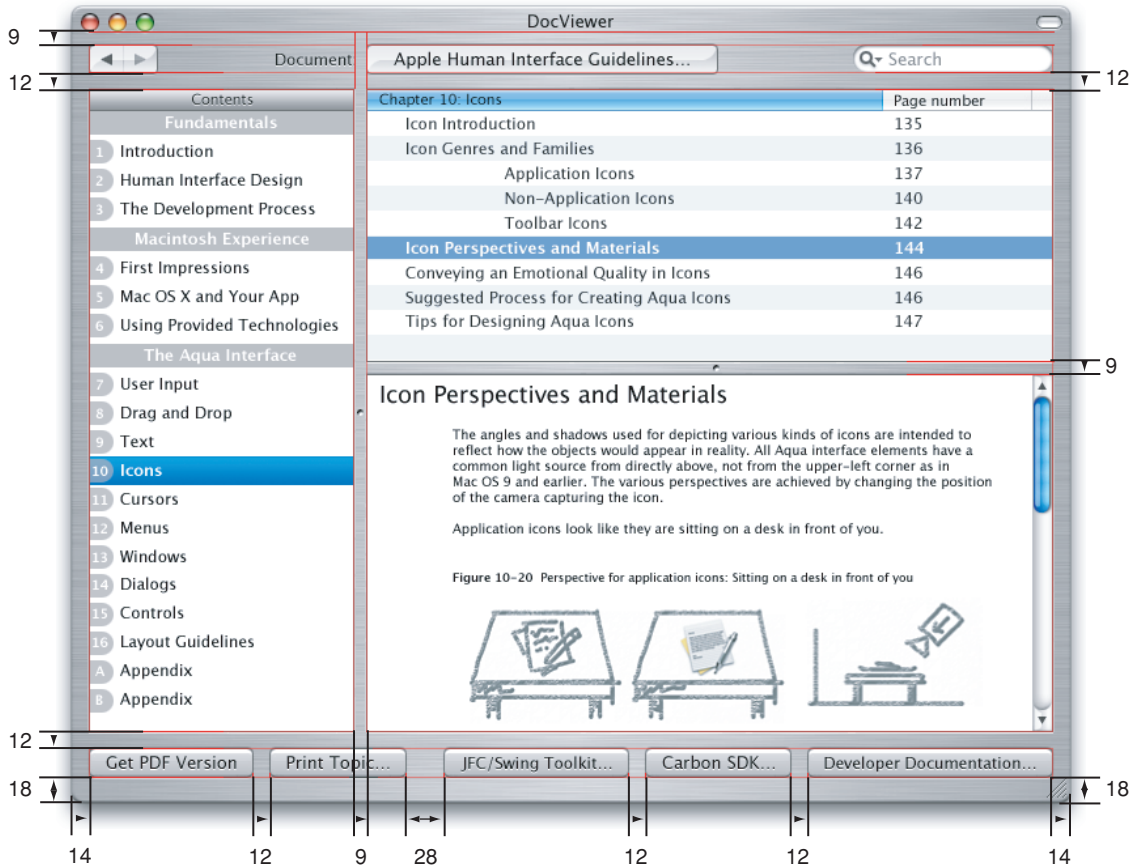 DocViewer
9
Document
Apple Human Interface Guidelines...
Search
12
12
Contents
Fundamentals
1 Introduction
2 Human Interface Design
3 The Development Process
Macintosh Experience
4 First Impressions
5 Mac OS X and Your App
6 Using Provided Technologies
The Aqua Interface
7 User Input
8 Drag and Drop
9 Text
10 Icons
11 Cursors
12 Menus
13 Windows
14 Dialogs
15 Controls
16 Layout Guidelines
A Appendix
B Appendix
Chapter 10: Icons Page number
Icon Introduction 135
Icon Genres and Families 136
Application Icons 137
Non-Application Icons 140
Toolbar Icons 142
Icon Perspectives and Materials 144
Conveying an Emotional Quality in Icons 146
Suggested Process for Creating Aqua Icons 146
Tips for Designing Aqua Icons 147
9
Icon Perspectives and Materials
The angles and shadows used for depicting various kinds of icons are intended to
reflect how the objects would appear in reality. All Aqua interface elements have a
common light source from directly above, not from the upper-left corner as in
Mac OS 9 and earlier. The various perspectives are achieved by changing the position
of the camera capturing the icon.
Application icons look like they are sitting on a desk in front of you.
Figure 10-20 Perspective for application icons: Sitting on a desk in front of you
12
Get PDF Version
Print Topic...
JFC/Swing Toolkit...
Carbon SDK...
Developer Documentation...
18
18
14
12
9
28
12
12
14